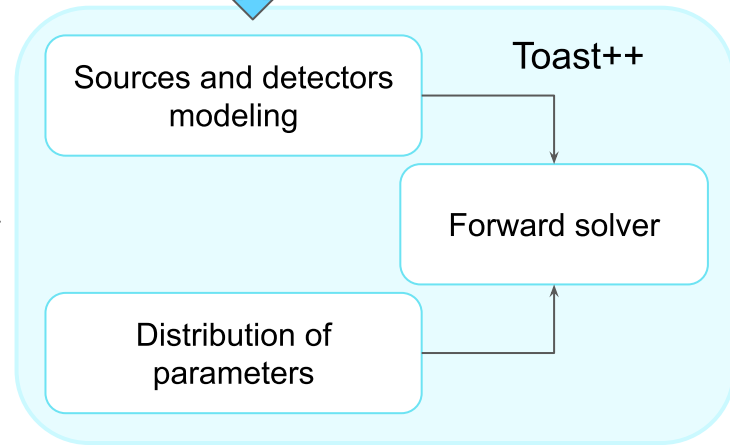 Toast++
Sources and detectors
modeling
Forward solver
Distribution of
parameters